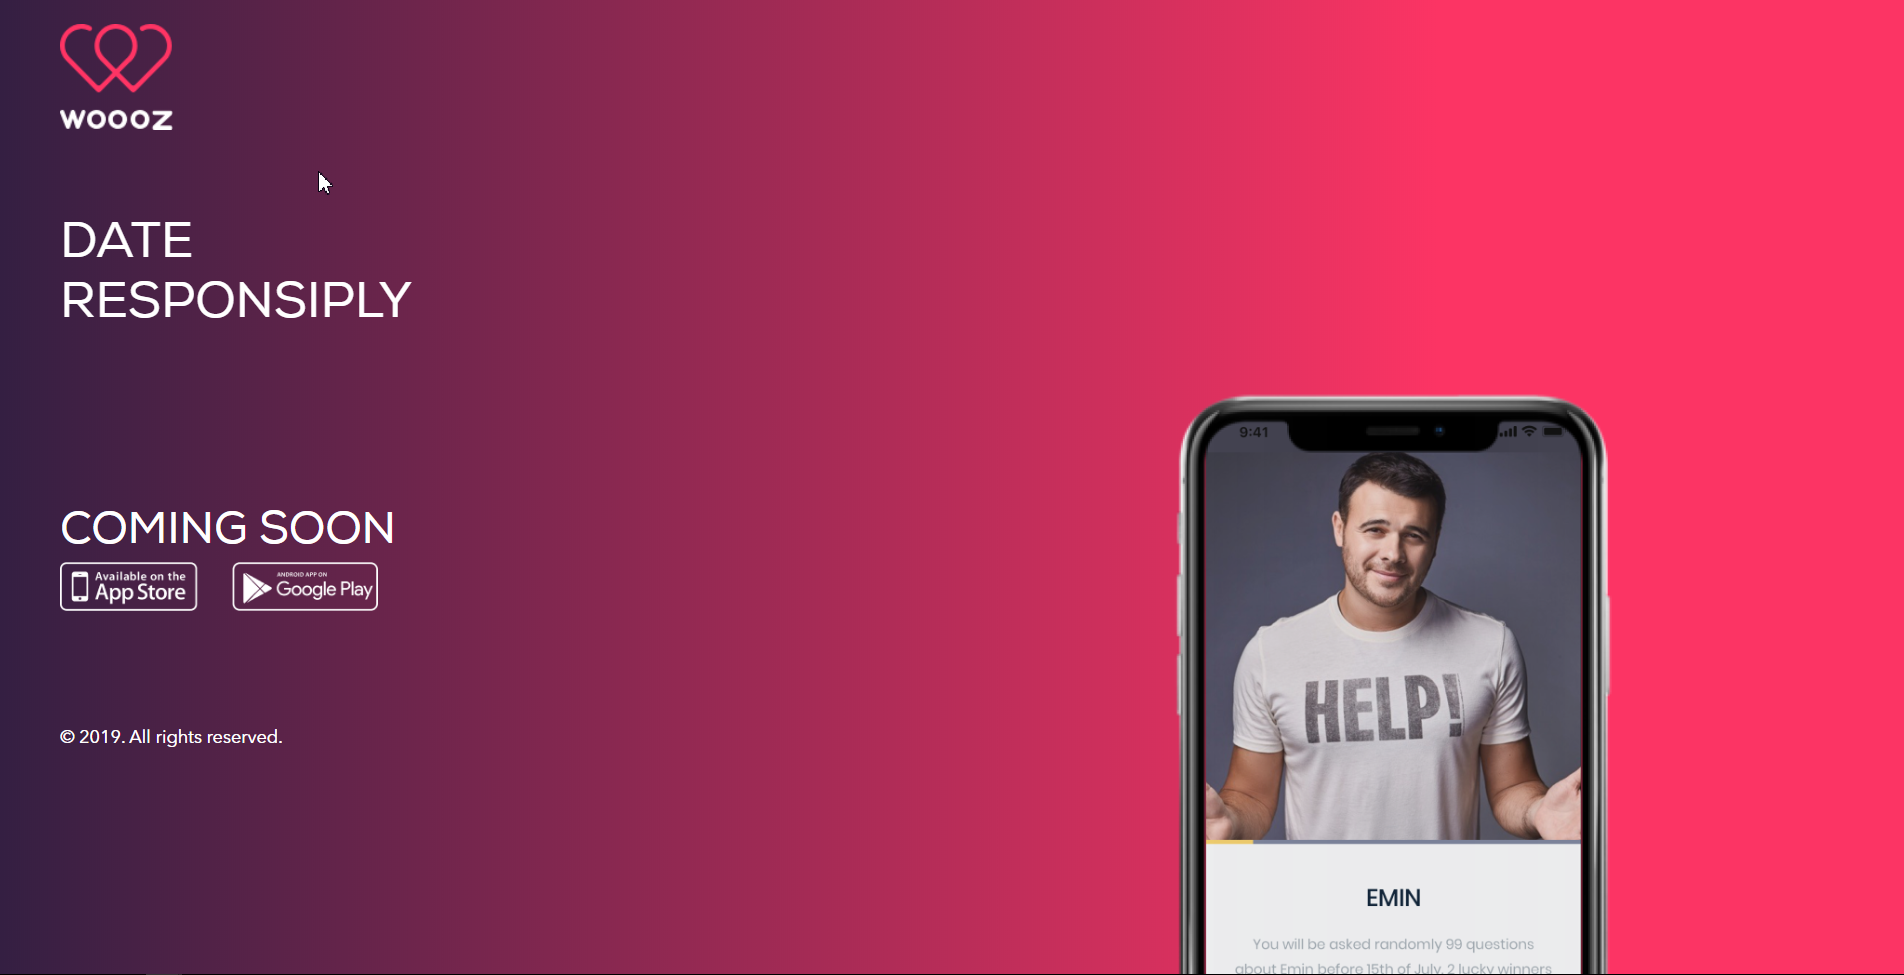 WOOOZ
DATE
RESPONSIPLY
COMING SOON
Available on the
App Store
ANDROID APP ON
Google Play
© 2019. All rights reserved.
9:41
HELP!
EMIN
You will be asked randomly 99 questions
about Emin before 15th of July. 2 lucky winners